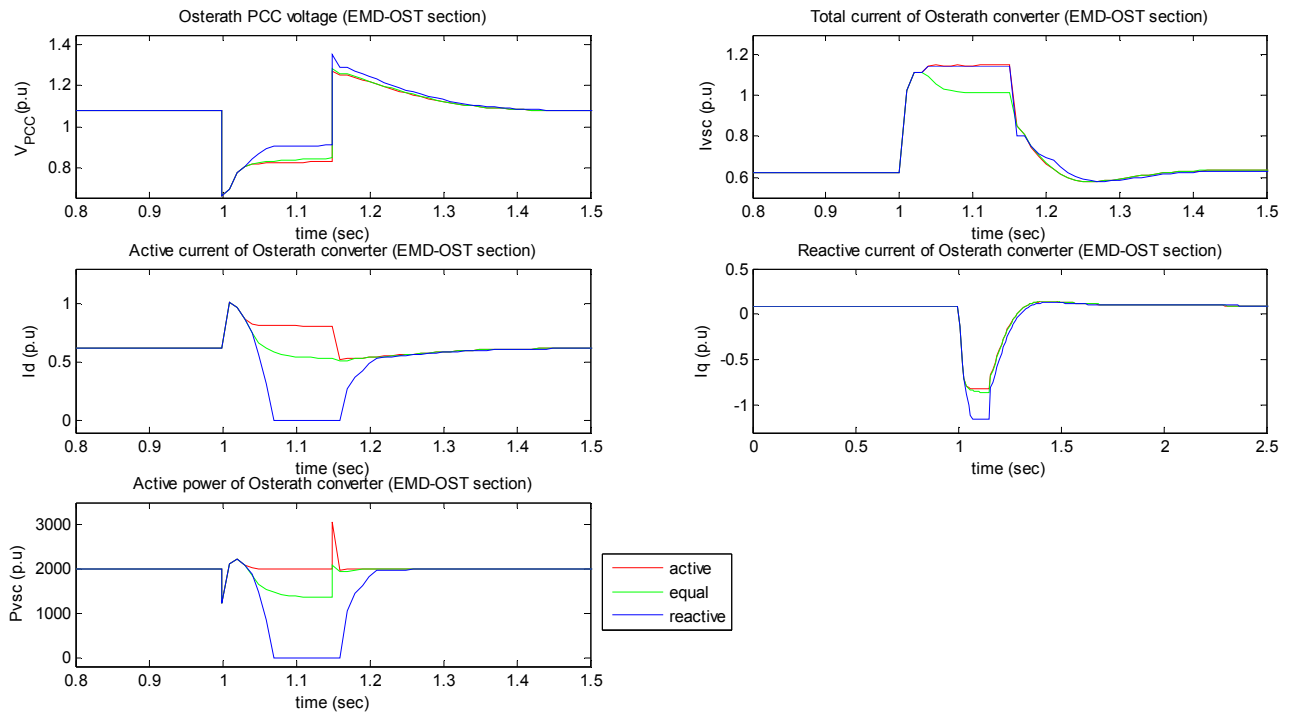 Osterath PCC voltage (EMD-OST section)
V_PCC (p.u)
1.4
1.2
1
0.8
0.8 0.9 1 1.1 1.2 1.3 1.4 1.5
time (sec)
Total current of Osterath converter (EMD-OST section)
Ivsc (p.u)
1.2
1
0.8
0.6
0.8 0.9 1 1.1 1.2 1.3 1.4 1.5
time (sec)
Active current of Osterath converter (EMD-OST section)
Id (p.u)
1
0.5
0
0.8 0.9 1 1.1 1.2 1.3 1.4 1.5
time (sec)
Reactive current of Osterath converter (EMD-OST section)
Iq (p.u)
0.5
0
-0.5
-1
0 0.5 1 1.5 2 2.5
time (sec)
Active power of Osterath converter (EMD-OST section)
Pvsc (p.u)
3000
2000
1000
0
0.8 0.9 1 1.1 1.2 1.3 1.4 1.5
time (sec)
active
equal
reactive